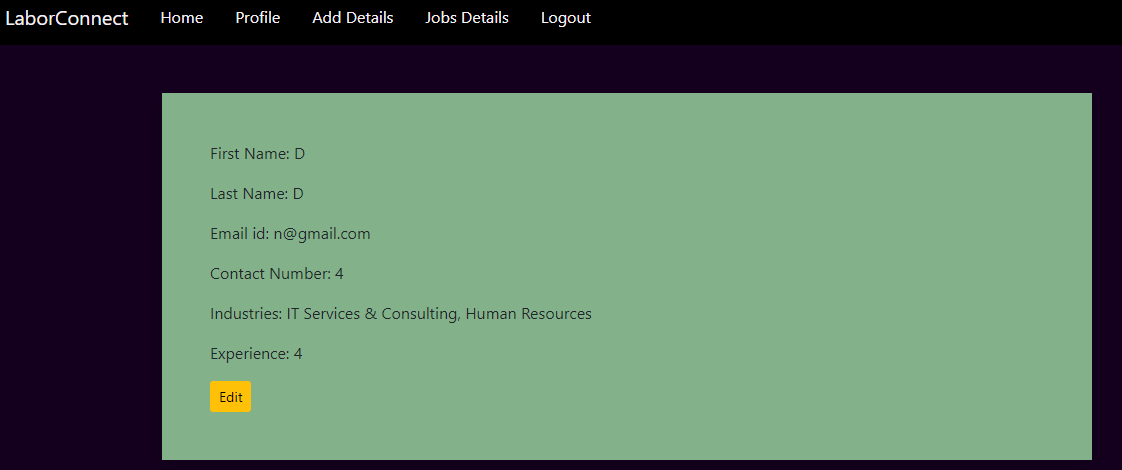 LaborConnect Home Profile Add Details Jobs Details Logout
First Name: D
Last Name: D
Email id: n@gmail.com
Contact Number: 4
Industries: IT Services & Consulting, Human Resources
Experience: 4
Edit